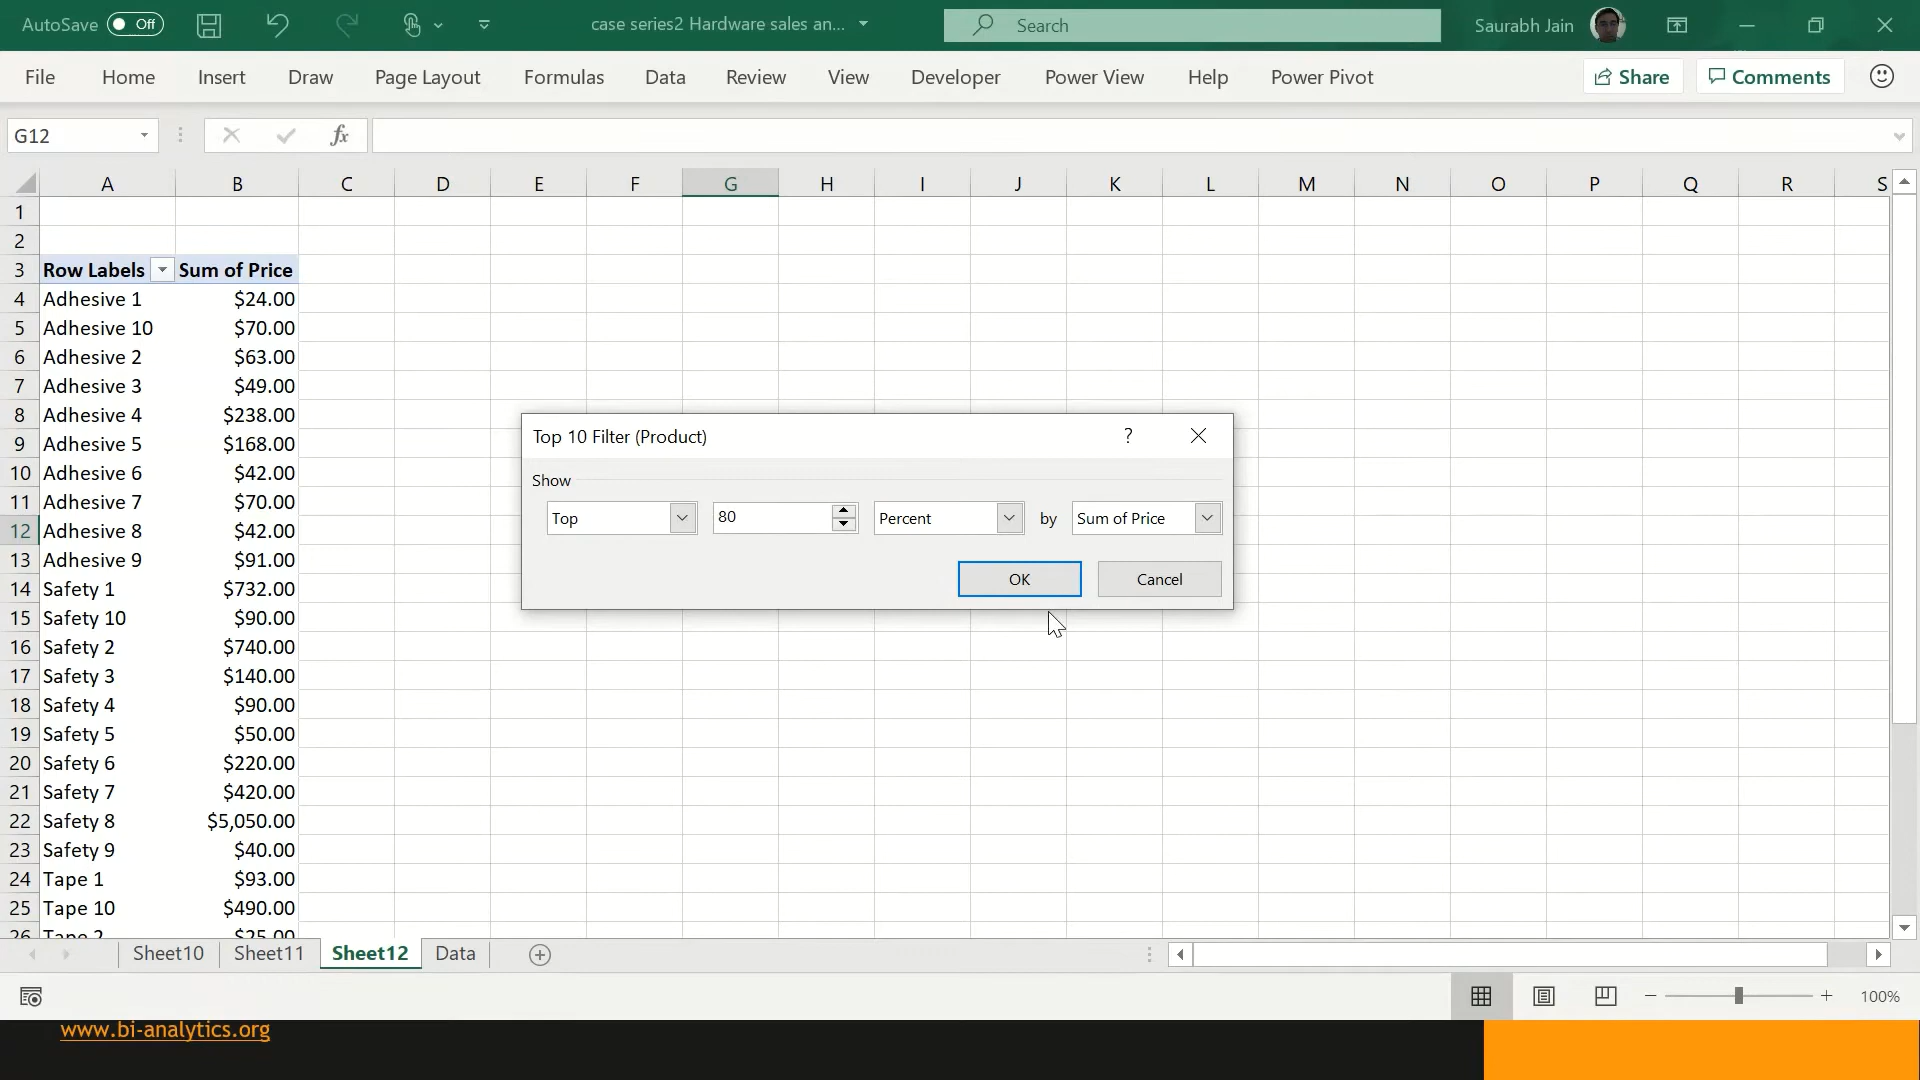 AutoSave Off case series2 Hardware sales an... Search Saurabh Jain
File Home Insert Draw Page Layout Formulas Data Review View Developer Power View Help Power Pivot Share Comments
G12 fx
A B C D E F G H I J K L M N O P Q R S
1
2
3 Row Labels Sum of Price
4 Adhesive 1 $24.00
5 Adhesive 10 $70.00
6 Adhesive 2 $63.00
7 Adhesive 3 $49.00
8 Adhesive 4 $238.00
9 Adhesive 5 $168.00
10 Adhesive 6 $42.00
11 Adhesive 7 $70.00
12 Adhesive 8 $42.00
13 Adhesive 9 $91.00
14 Safety 1 $732.00
15 Safety 10 $90.00
16 Safety 2 $740.00
17 Safety 3 $140.00
18 Safety 4 $90.00
19 Safety 5 $50.00
20 Safety 6 $220.00
21 Safety 7 $420.00
22 Safety 8 $5,050.00
23 Safety 9 $40.00
24 Tape 1 $93.00
25 Tape 10 $490.00
26 Tape 2 $25.00
Top 10 Filter (Product) ?
Show
Top 80 Percent by Sum of Price
OK Cancel
Sheet10 Sheet11 Sheet12 Data
100%
www.bi-analytics.org